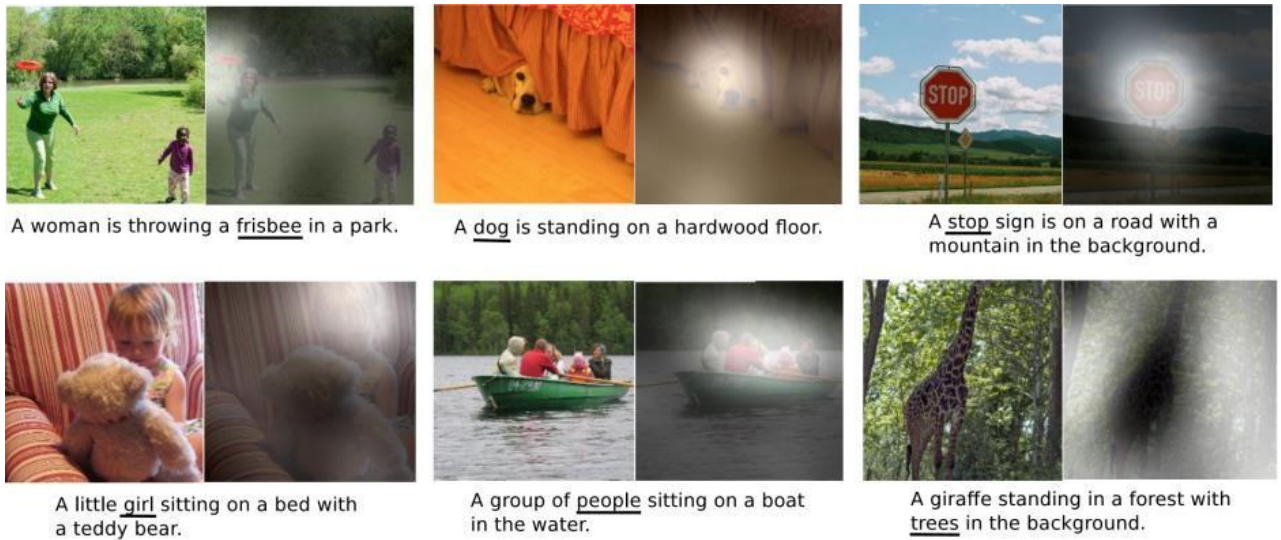 A woman is throwing a frisbee in a park.
A dog is standing on a hardwood floor.
STOP
STOP
A stop sign is on a road with a
mountain in the background.
A little girl sitting on a bed with
a teddy bear.
A group of people sitting on a boat
in the water.
A giraffe standing in a forest with
trees in the background.